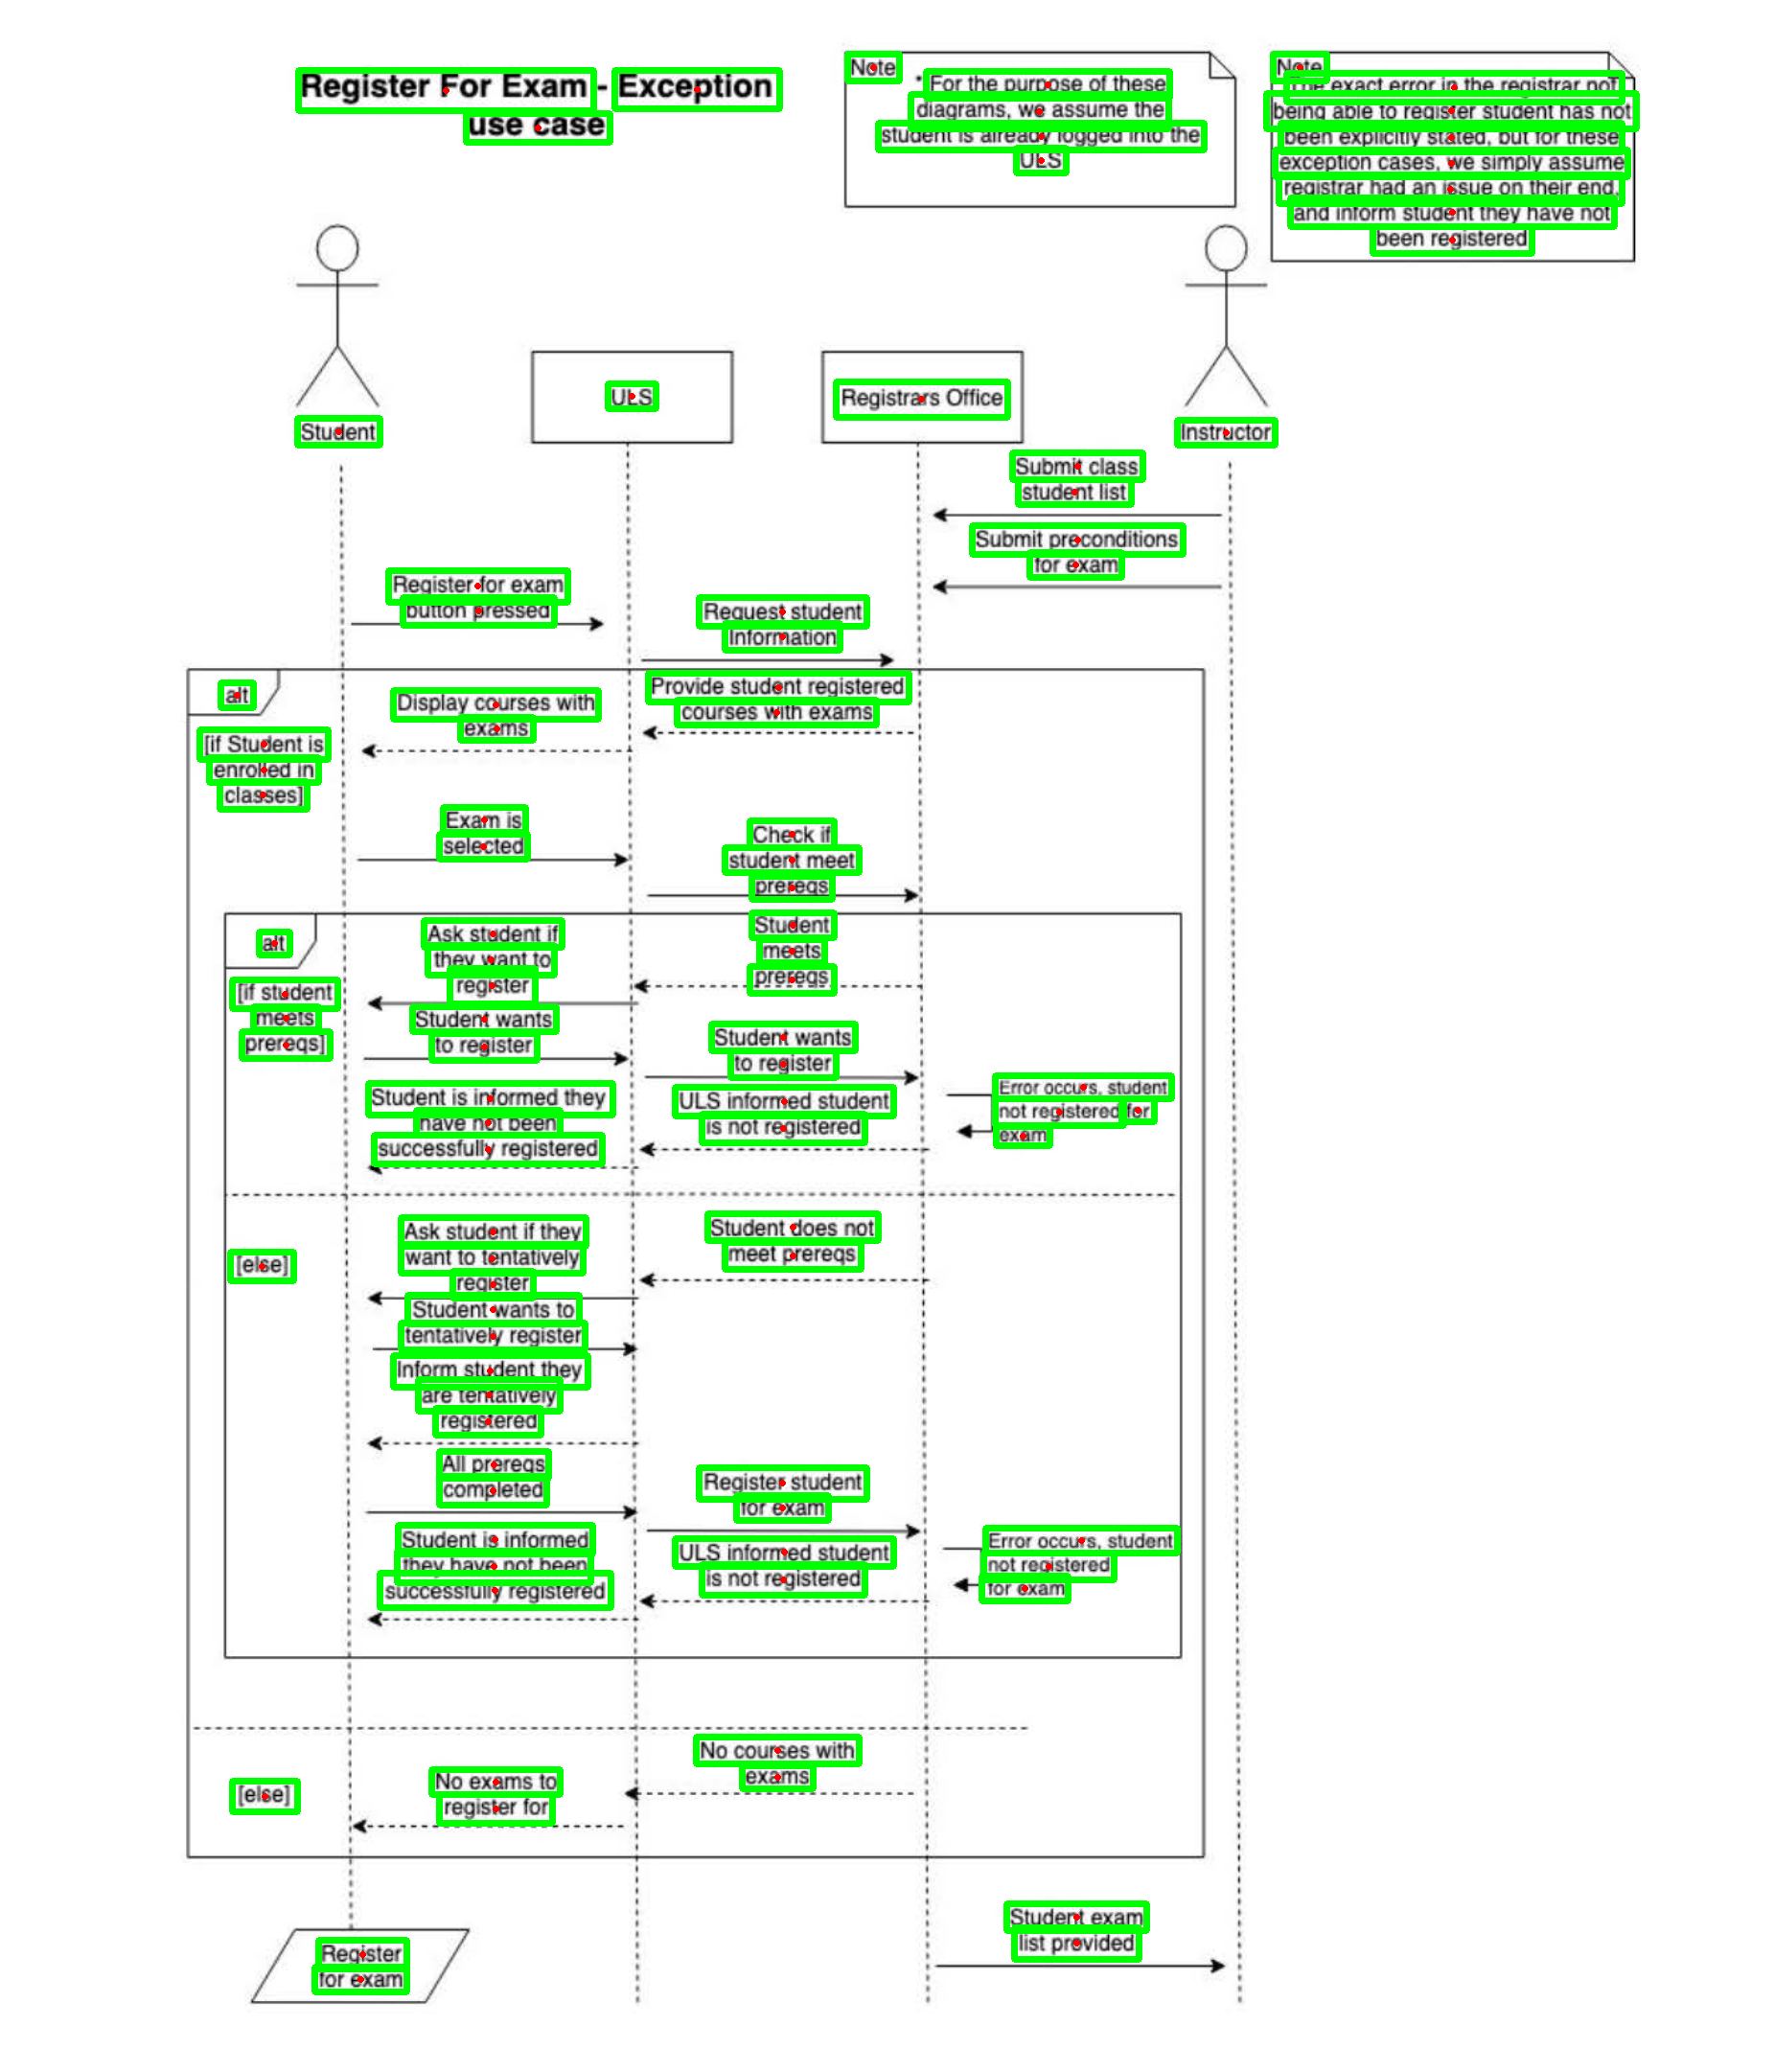 Register For Exam - Exception
use case
Note
* For the purpose of these
diagrams, we assume the
student is already logged into the
ULS
Note
The exact error in the registrar not
being able to register student has not
been explicitly stated, but for these
exception cases, we simply assume
registrar had an issue on their end,
and inform student they have not
been registered
Student
ULS
Registrars Office
Instructor
Submit class
student list
Submit preconditions
for exam
Register for exam
button pressed
Request student
Information
alt
[if Student is
enrolled in
classes]
Provide student registered
courses with exams
Display courses with
exams
Exam is
selected
Check if
student meet
prereqs
alt
[if student
meets
prereqs]
Student
meets
prereqs
Ask student if
they want to
register
Student wants
to register
Student wants
to register
Error occurs, student
not registered for
exam
ULS informed student
is not registered
Student is informed they
have not been
successfully registered
[else]
Student does not
meet prereqs
Ask student if they
want to tentatively
register
Student wants to
tentatively register
Inform student they
are tentatively
registered
All prereqs
completed
Register student
for exam
Error occurs, student
not registered
for exam
ULS informed student
is not registered
Student is informed
they have not been
successfully registered
[else]
No courses with
exams
No exams to
register for
Student exam
list provided
Register
for exam